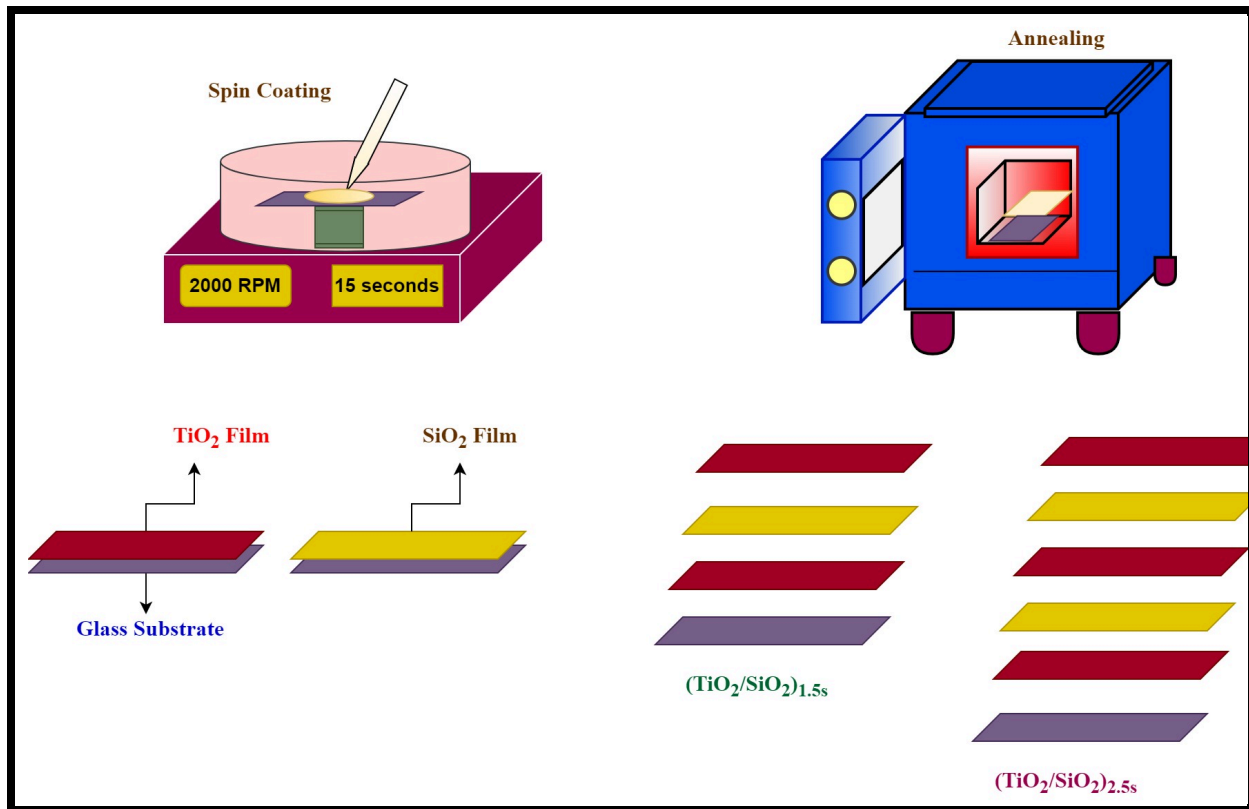 Annealing
Spin Coating
2000 RPM
15 seconds
TiO₂ Film
SiO₂ Film
Glass Substrate
(TiO₂/SiO₂)₁.₅ₛ
(TiO₂/SiO₂)₂.₅ₛ